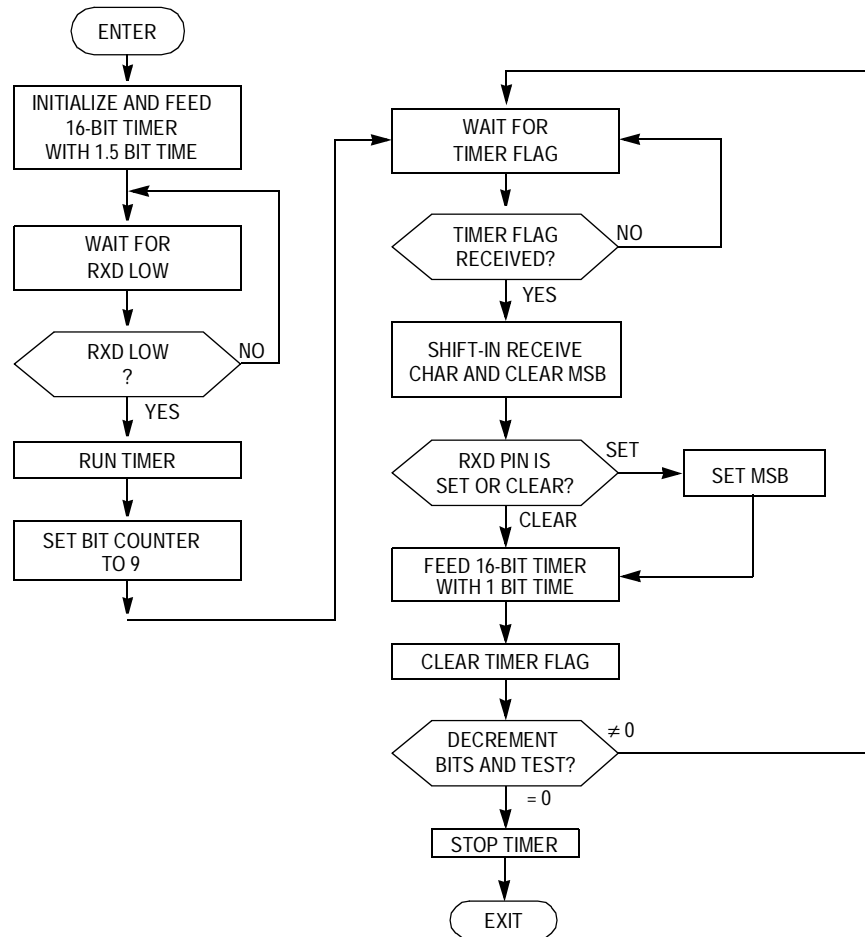 ENTER
INITIALIZE AND FEED
16-BIT TIMER
WITH 1.5 BIT TIME
WAIT FOR
RXD LOW
RXD LOW
?
NO
YES
RUN TIMER
SET BIT COUNTER
TO 9
WAIT FOR
TIMER FLAG
TIMER FLAG
RECEIVED?
NO
YES
SHIFT-IN RECEIVE
CHAR AND CLEAR MSB
RXD PIN IS
SET OR CLEAR?
SET
SET MSB
CLEAR
FEED 16-BIT TIMER
WITH 1 BIT TIME
CLEAR TIMER FLAG
DECREMENT
BITS AND TEST?
≠ 0
= 0
STOP TIMER
EXIT